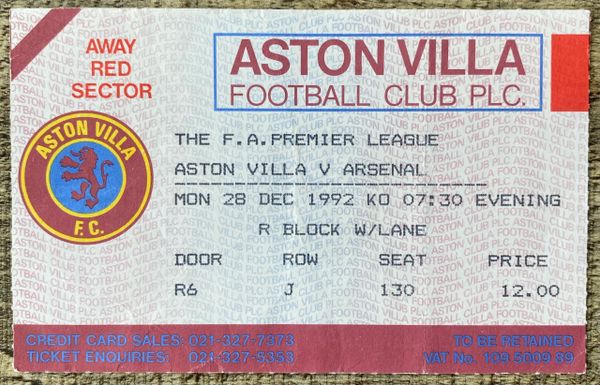 AWAY
RED
SECTOR
ASTON VILLA
FOOTBALL CLUB PLC.
ASTON VILLA
F.C.
THE F.A.PREMIER LEAGUE
ASTON VILLA V ARSENAL
MON 28 DEC 1992 KO 07:30 EVENING
R BLOCK W/LANE
DOOR ROW SEAT PRICE
R6 J 130 12.00
CREDIT CARD SALES: 021-327-7373
TICKET ENQUIRIES: 021-327-5353
TO BE RETAINED
VAT No. 109-5009 69